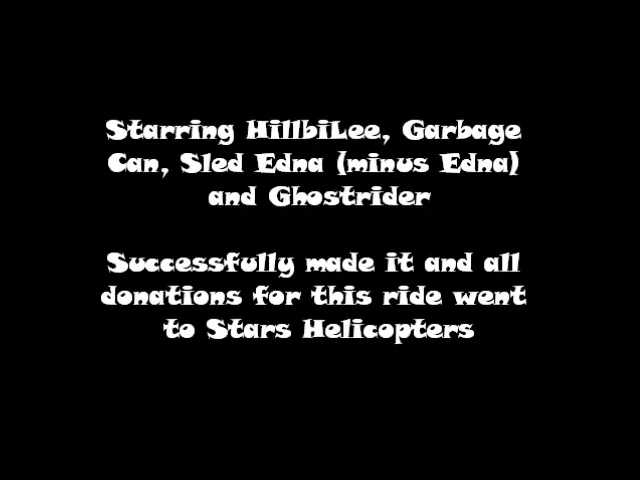 Starring HillbiLee, Garbage
Can, Sled Edna (minus Edna)
and Ghostrider
Successfully made it and all
donations for this ride went
to Stars Helicopters